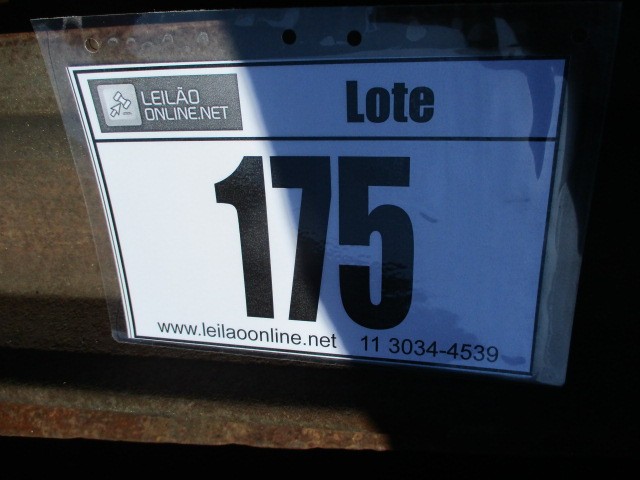 LEILÃO
ONLINE.NET
Lote
175
www.leilaoonline.net 11 3034-4539